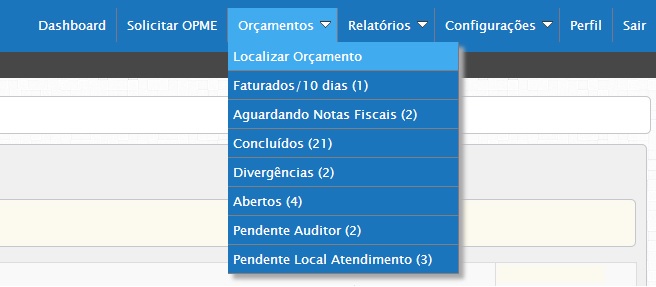 Dashboard Solicitar OPME Orçamentos Relatórios Configurações Perfil Sair
Localizar Orçamento
Faturados/10 dias (1)
Aguardando Notas Fiscais (2)
Concluídos (21)
Divergências (2)
Abertos (4)
Pendente Auditor (2)
Pendente Local Atendimento (3)